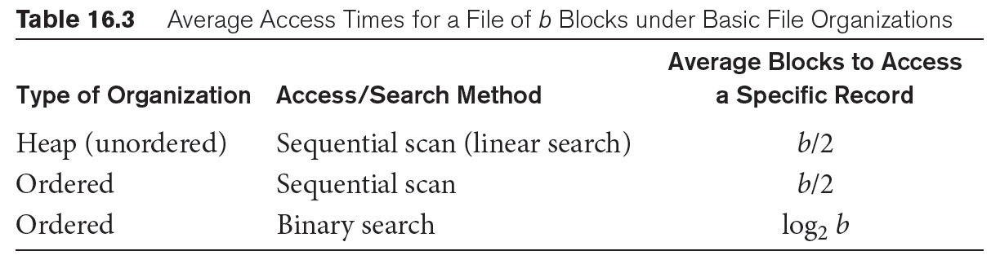 Table 16.3 Average Access Times for a File of b Blocks under Basic File Organizations
Average Blocks to Access
Type of Organization Access/Search Method a Specific Record
Heap (unordered) Sequential scan (linear search) b/2
Ordered Sequential scan b/2
Ordered Binary search log₂ b